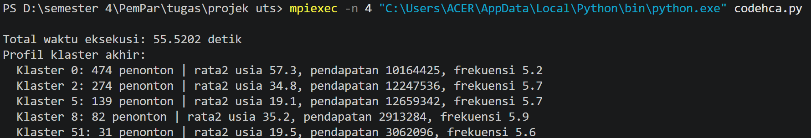 PS D:\semester 4\PemPar\tugas\projek uts> mpiexec -n 4 "C:\Users\ACER\AppData\Local\Python\bin\python.exe" codehca.py
Total waktu eksekusi: 55.5202 detik
Profil klaster akhir:
Klaster 0: 474 penonton | rata2 usia 57.3, pendapatan 10164425, frekuensi 5.2
Klaster 2: 274 penonton | rata2 usia 34.8, pendapatan 12247536, frekuensi 5.7
Klaster 5: 139 penonton | rata2 usia 19.1, pendapatan 12659342, frekuensi 5.7
Klaster 8: 82 penonton | rata2 usia 35.2, pendapatan 2913284, frekuensi 5.9
Klaster 51: 31 penonton | rata2 usia 19.5, pendapatan 3062096, frekuensi 5.6